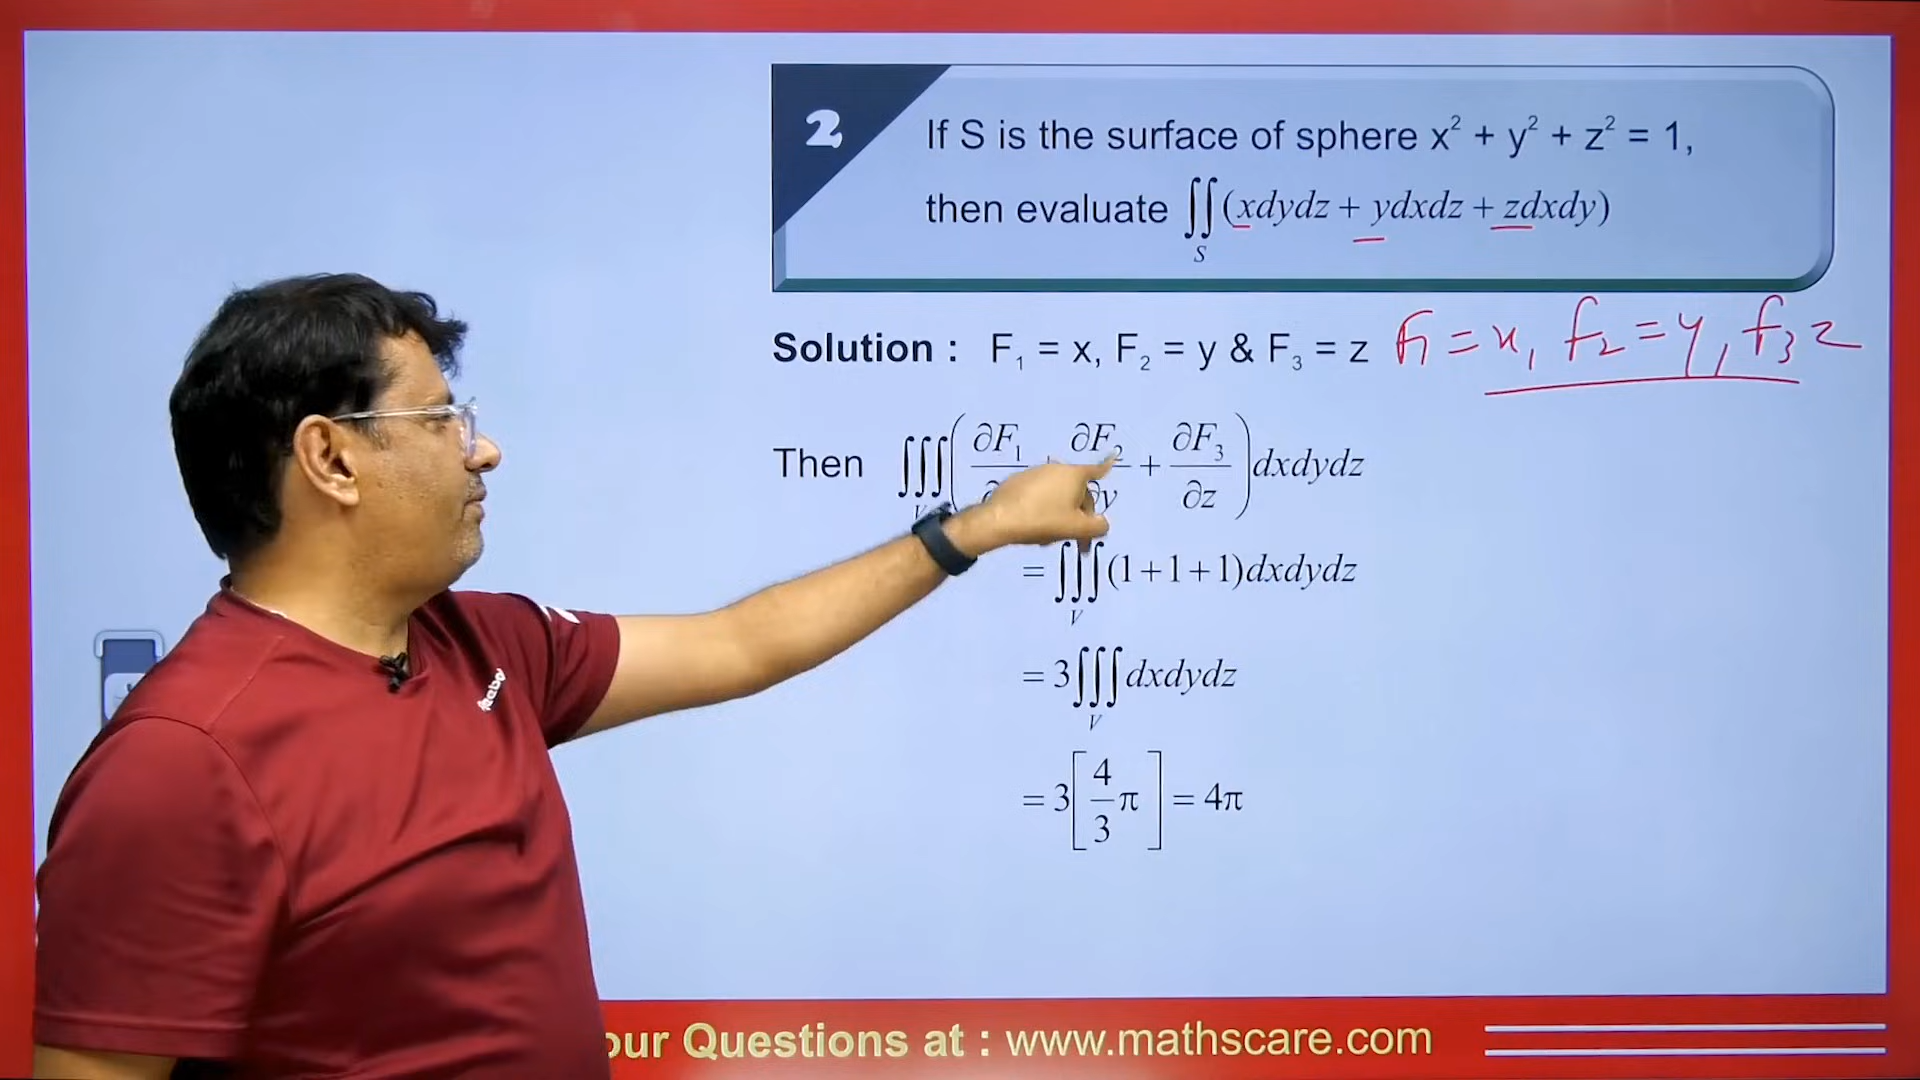 2
If S is the surface of sphere x² + y² + z² = 1,
then evaluate ∬_S (xdydz + ydxdz + zdxdy)
Solution : F₁ = x, F₂ = y & F₃ = z F1 = x, f2 = y, f3 z
Then ∭_V (∂F₁/∂ + ∂F₂/∂y + ∂F₃/∂z) dxdydz
= ∭_V (1+1+1)dxdydz
= 3∭_V dxdydz
= 3[4/3 π] = 4π
our Questions at : www.mathscare.com